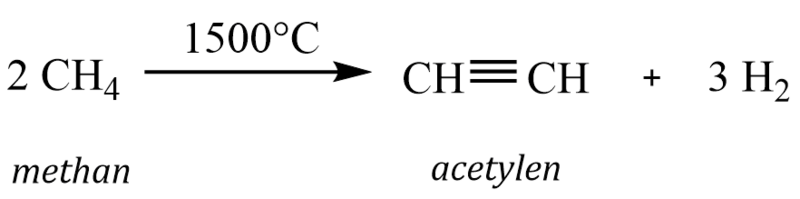 1500°C
2 CH₄ CH≡CH + 3 H₂
methan acetylen